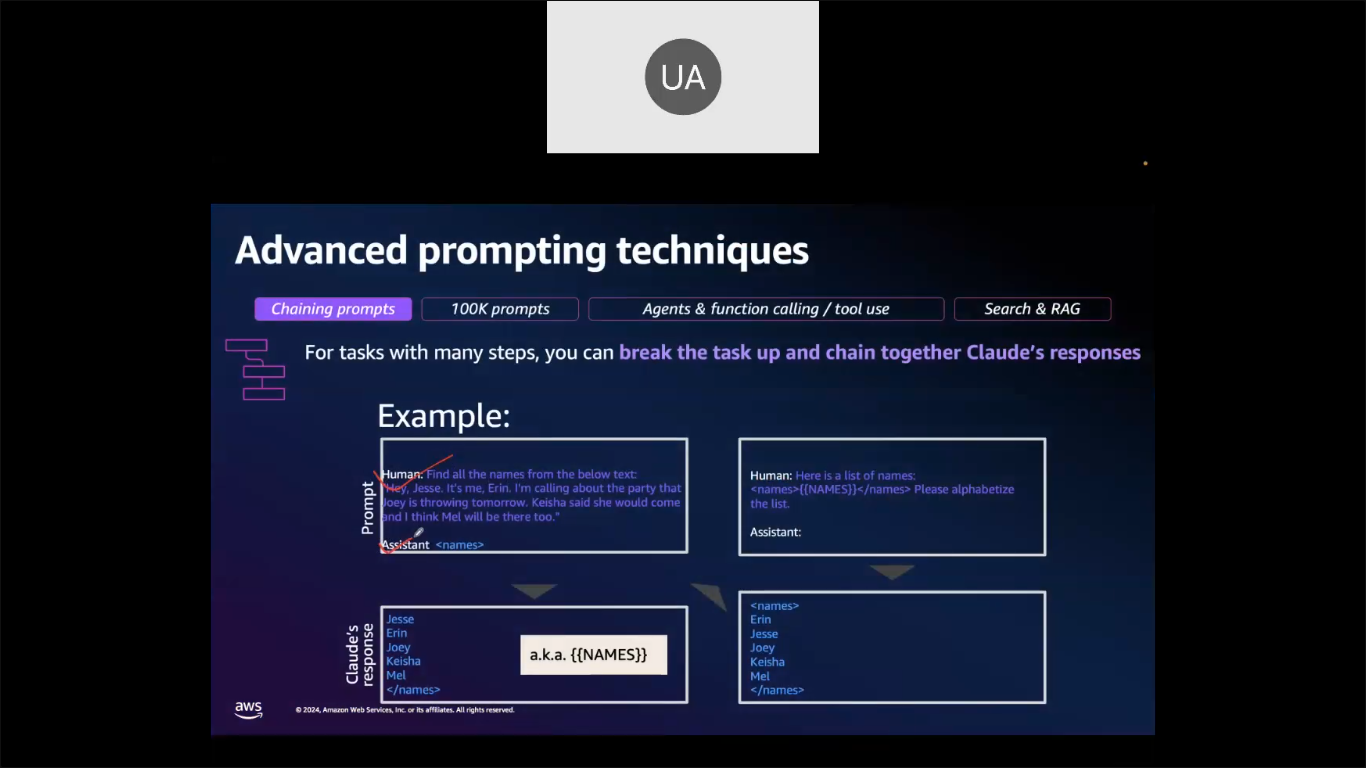 UA
Advanced prompting techniques
Chaining prompts
100K prompts
Agents & function calling / tool use
Search & RAG
For tasks with many steps, you can break the task up and chain together Claude's responses
Example:
Prompt
Human: Find all the names from the below text:
"Hey, Jesse. It's me, Erin. I'm calling about the party that
Joey is throwing tomorrow. Keisha said she would come
and I think Mel will be there too."
Assistant <names>
Human: Here is a list of names:
<names>{{NAMES}}</names> Please alphabetize
the list.
Assistant:
Claude's
response
Jesse
Erin
Joey
Keisha
Mel
</names>
a.k.a. {{NAMES}}
<names>
Erin
Jesse
Joey
Keisha
Mel
</names>
aws
© 2024, Amazon Web Services, Inc. or its affiliates. All rights reserved.